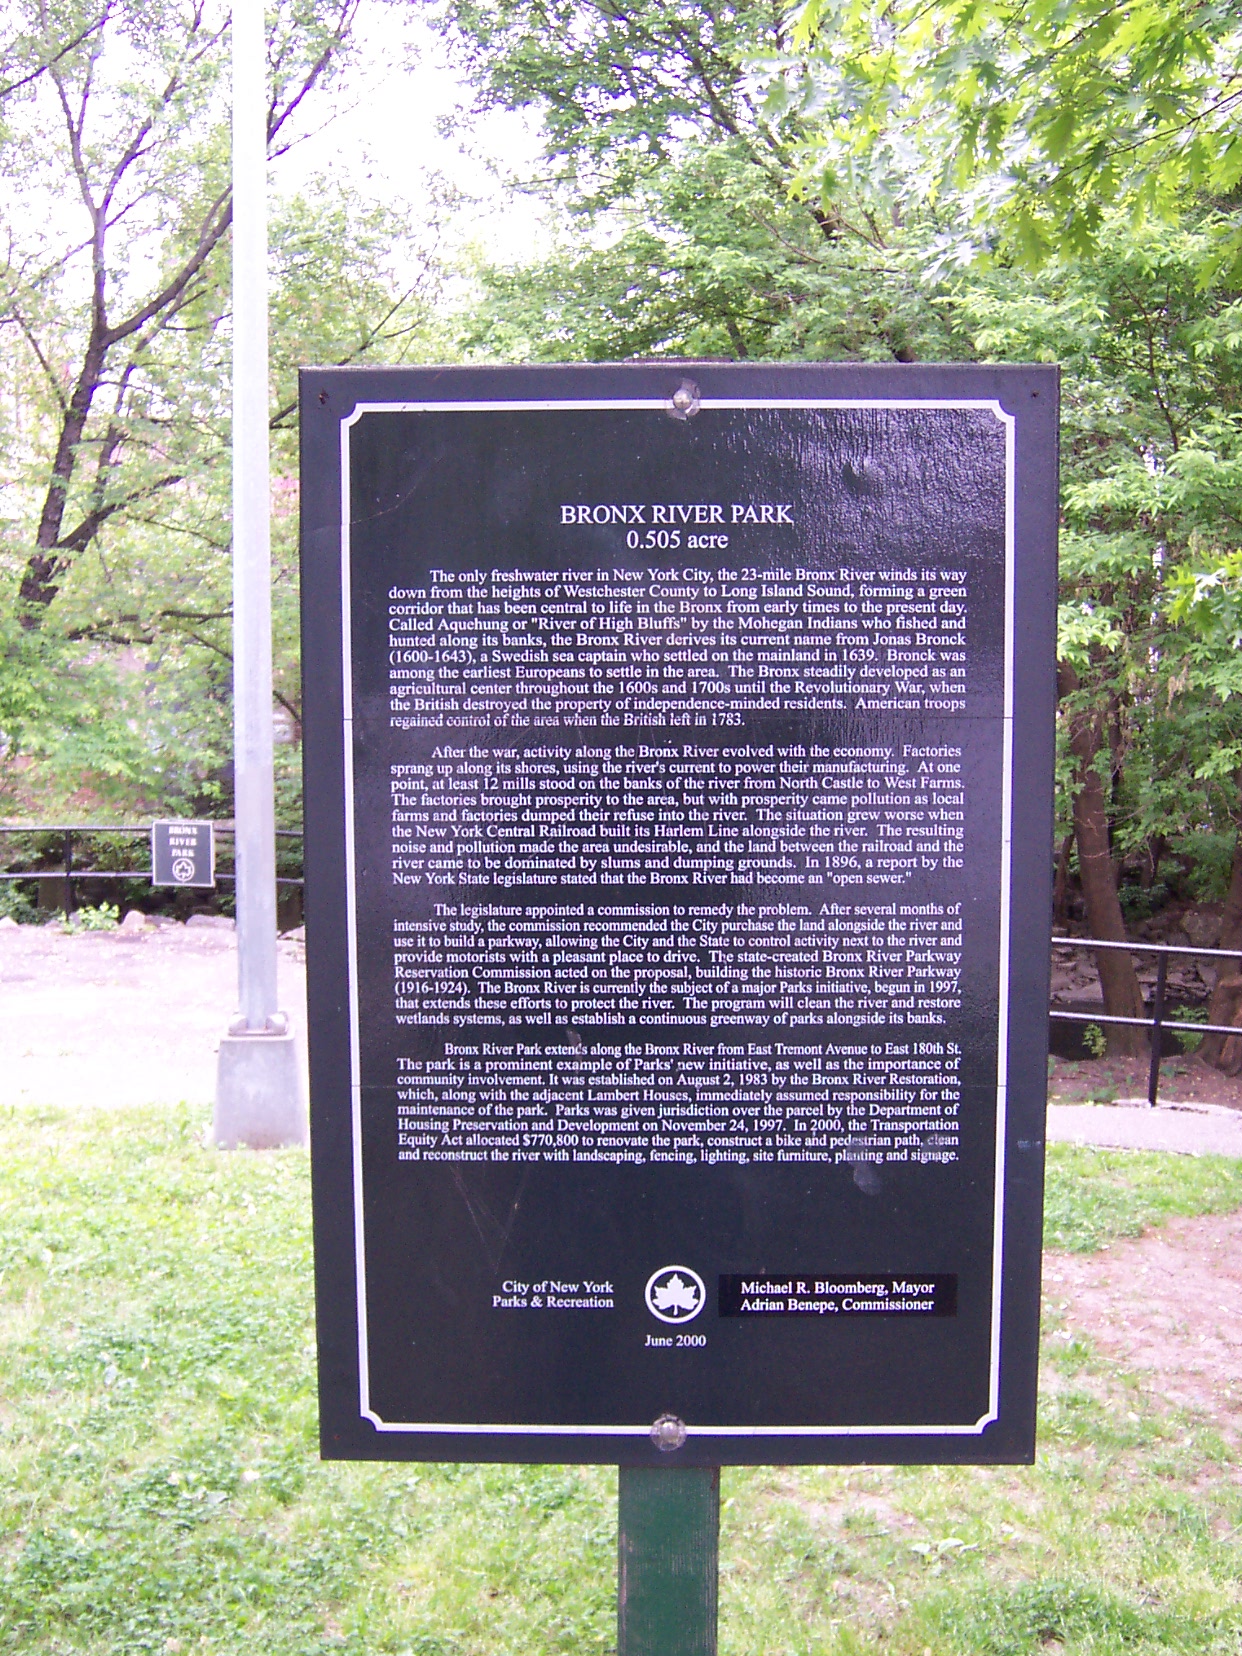 BRONX RIVER PARK
0.505 acre
The only freshwater river in New York City, the 23-mile Bronx River winds its way
down from the heights of Westchester County to Long Island Sound, forming a green
corridor that has been central to life in the Bronx from early times to the present day.
Called Aquehung or "River of High Bluffs" by the Mohegan Indians who fished and
hunted along its banks, the Bronx River derives its current name from Jonas Bronck
(1600-1643), a Swedish sea captain who settled on the mainland in 1639. Bronck was
among the earliest Europeans to settle in the area. The Bronx steadily developed as an
agricultural center throughout the 1600s and 1700s until the Revolutionary War, when
the British destroyed the property of independence-minded residents. American troops
regained control of the area when the British left in 1783.
After the war, activity along the Bronx River evolved with the economy. Factories
sprang up along its shores, using the river's current to power their manufacturing. At one
point, at least 12 mills stood on the banks of the river from North Castle to West Farms.
The factories brought prosperity to the area, but with prosperity came pollution as local
farms and factories dumped their refuse into the river. The situation grew worse when
the New York Central Railroad built its Harlem Line alongside the river. The resulting
noise and pollution made the area undesirable, and the land between the railroad and the
river came to be dominated by slums and dumping grounds. In 1896, a report by the
New York State legislature stated that the Bronx River had become an "open sewer."
The legislature appointed a commission to remedy the problem. After several months of
intensive study, the commission recommended the City purchase the land alongside the river and
use it to build a parkway, allowing the City and the State to control activity next to the river and
provide motorists with a pleasant place to drive. The state-created Bronx River Parkway
Reservation Commission acted on the proposal, building the historic Bronx River Parkway
(1916-1924). The Bronx River is currently the subject of a major Parks initiative, begun in 1997,
that extends these efforts to protect the river. The program will clean the river and restore
wetlands systems, as well as establish a continuous greenway of parks alongside its banks.
Bronx River Park extends along the Bronx River from East Tremont Avenue to East 180th St.
The park is a prominent example of Parks' new initiative, as well as the importance of
community involvement. It was established on August 2, 1983 by the Bronx River Restoration,
which, along with the adjacent Lambert Houses, immediately assumed responsibility for the
maintenance of the park. Parks was given jurisdiction over the parcel by the Department of
Housing Preservation and Development on November 24, 1997. In 2000, the Transportation
Equity Act allocated $770,800 to renovate the park, construct a bike and pedestrian path, clean
and reconstruct the river with landscaping, fencing, lighting, site furniture, planting and signage.
City of New York
Parks & Recreation
Michael R. Bloomberg, Mayor
Adrian Benepe, Commissioner
June 2000
BRONX
RIVER
PARK